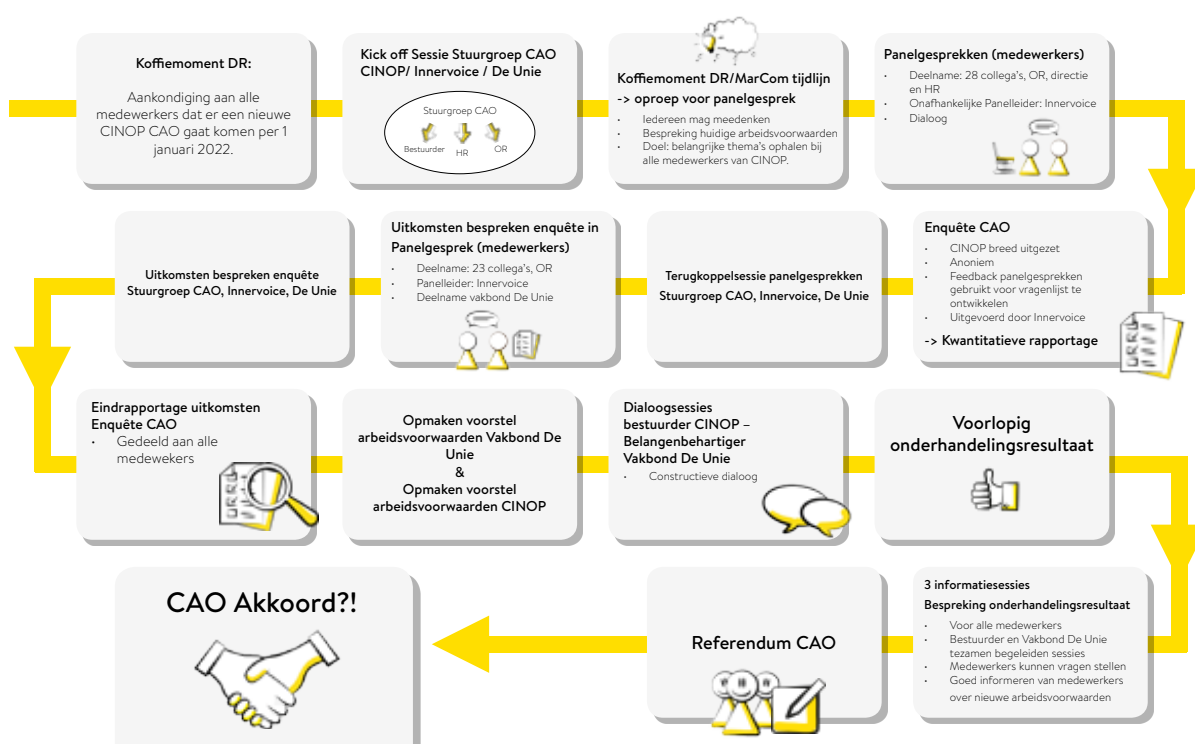 Koffiemoment DR:
Aankondiging aan alle
medewerkers dat er een nieuwe
CINOP CAO gaat komen per 1
januari 2022.
Kick off Sessie Stuurgroep CAO
CINOP/ Innervoice / De Unie
Stuurgroep CAO
Bestuurder
HR
OR
Koffiemoment DR/MarCom tijdlijn
-> oproep voor panelgesprek
• Iedereen mag meedenken
• Bespreking huidige arbeidsvoorwaarden
• Doel: belangrijke thema's ophalen bij
alle medewerkers van CINOP.
Panelgesprekken (medewerkers)
• Deelname: 28 collega's, OR, directie
en HR
• Onafhankelijke Panelleider: Innervoice
• Dialoog
Enquête CAO
• CINOP breed uitgezet
• Anoniem
• Feedback panelgesprekken
gebruikt voor vragenlijst te
ontwikkelen
• Uitgevoerd door Innervoice
-> Kwantitatieve rapportage
Terugkoppelsessie panelgesprekken
Stuurgroep CAO, Innervoice, De Unie
Uitkomsten bespreken enquête in
Panelgesprek (medewerkers)
• Deelname: 23 collega's, OR
• Panelleider: Innervoice
• Deelname vakbond De Unie
Uitkomsten bespreken enquête
Stuurgroep CAO, Innervoice, De Unie
Eindrapportage uitkomsten
Enquête CAO
• Gedeeld aan alle
medewekers
Opmaken voorstel
arbeidsvoorwaarden Vakbond De
Unie
&
Opmaken voorstel
arbeidsvoorwaarden CINOP
Dialoogsessies
bestuurder CINOP –
Belangenbehartiger
Vakbond De Unie
• Constructieve dialoog
Voorlopig
onderhandelingsresultaat
3 informatiesessies
Bespreking onderhandelingsresultaat
• Voor alle medewerkers
• Bestuurder en Vakbond De Unie
tezamen begeleiden sessies
• Medewerkers kunnen vragen stellen
• Goed informeren van medewerkers
over nieuwe arbeidsvoorwaarden
Referendum CAO
CAO Akkoord?!